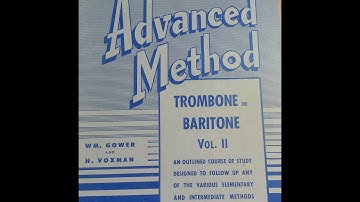 Advanced
Method
TROMBONE OR
BARITONE
VOL. II
WM. GOWER
AND
H. VOXMAN
AN OUTLINED COURSE OF STUDY
DESIGNED TO FOLLOW UP ANY
OF THE VARIOUS ELEMENTARY
AND INTERMEDIATE METHODS